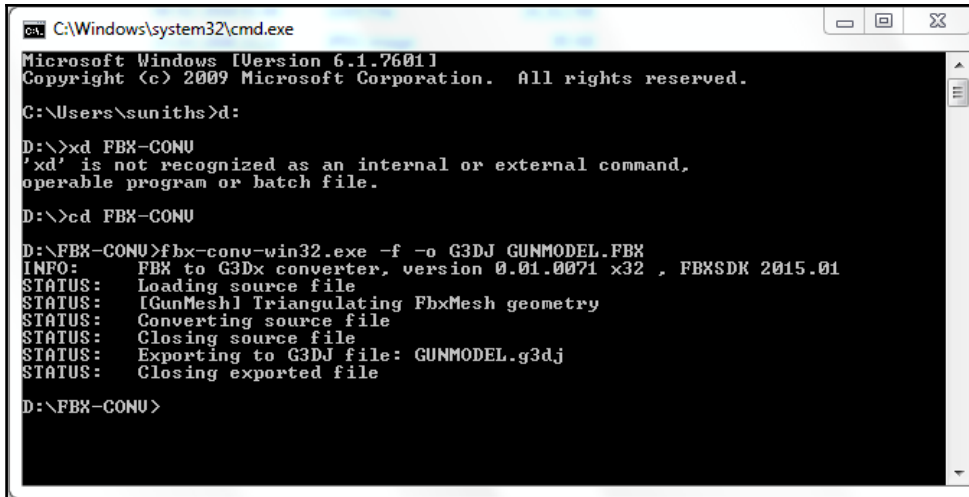 C:\Windows\system32\cmd.exe
Microsoft Windows [Version 6.1.7601]
Copyright (c) 2009 Microsoft Corporation.  All rights reserved.
C:\Users\suniths>d:
D:\>xd FBX-CONV
'xd' is not recognized as an internal or external command,
operable program or batch file.
D:\>cd FBX-CONV
D:\FBX-CONV>fbx-conv-win32.exe -f -o G3DJ GUNMODEL.FBX
INFO:    FBX to G3Dx converter, version 0.01.0071 x32 , FBXSDK 2015.01
STATUS:  Loading source file
STATUS:  [GunMesh] Triangulating FbxMesh geometry
STATUS:  Converting source file
STATUS:  Closing source file
STATUS:  Exporting to G3DJ file: GUNMODEL.g3dj
STATUS:  Closing exported file
D:\FBX-CONV>